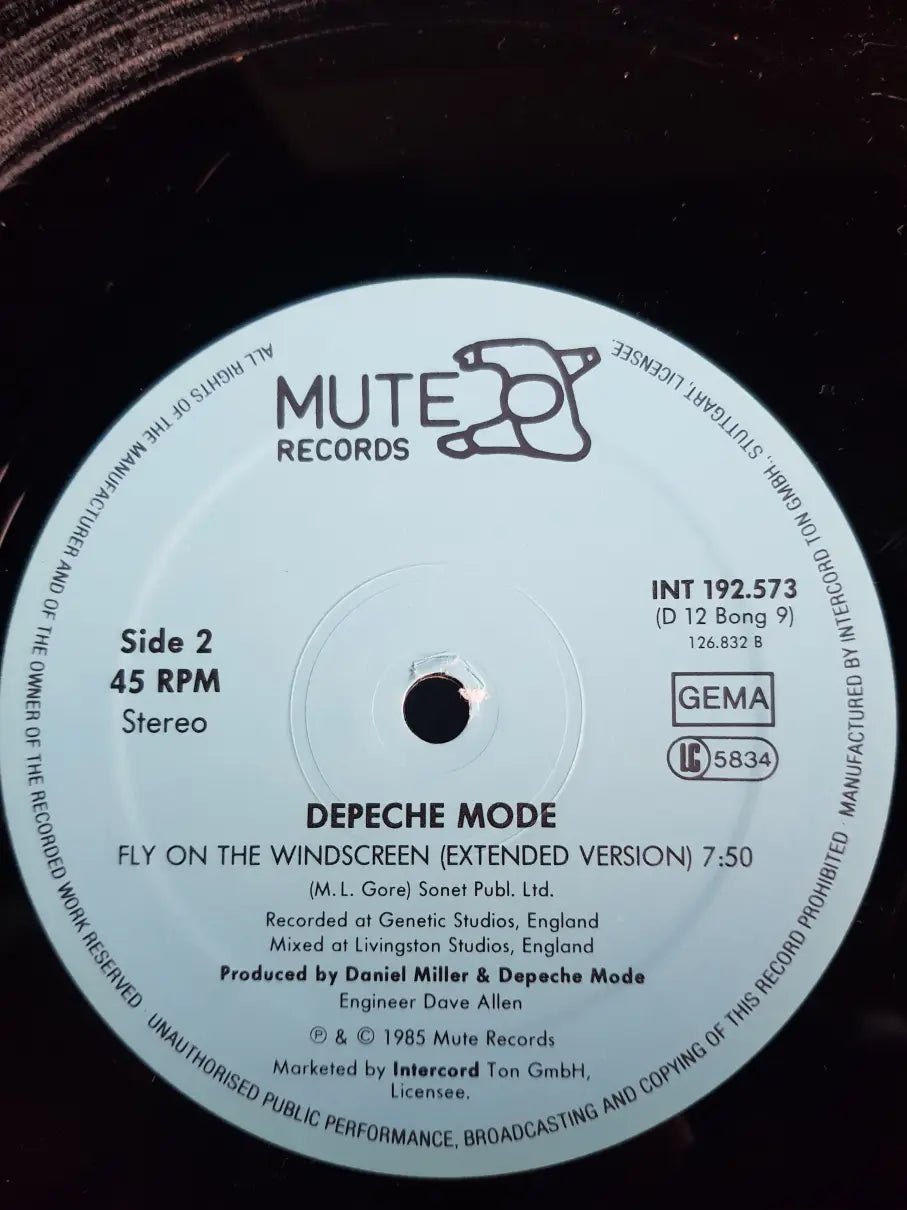 MUTE
RECORDS
INT 192.573
(D 12 Bong 9)
126.832 B
GEMA
LC 5834
Side 2
45 RPM
Stereo
DEPECHE MODE
FLY ON THE WINDSCREEN (EXTENDED VERSION) 7:50
(M. L. Gore) Sonet Publ. Ltd.
Recorded at Genetic Studios, England
Mixed at Livingston Studios, England
Produced by Daniel Miller & Depeche Mode
Engineer Dave Allen
℗ & © 1985 Mute Records
Marketed by Intercord Ton GmbH,
Licensee.
ALL RIGHTS OF THE MANUFACTURER AND OF THE OWNER OF THE RECORDED WORK RESERVED · UNAUTHORISED PUBLIC PERFORMANCE, BROADCASTING AND COPYING OF THIS RECORD PROHIBITED · MANUFACTURED BY INTERCORD TON GMBH., STUTTGART, LICENSEE.